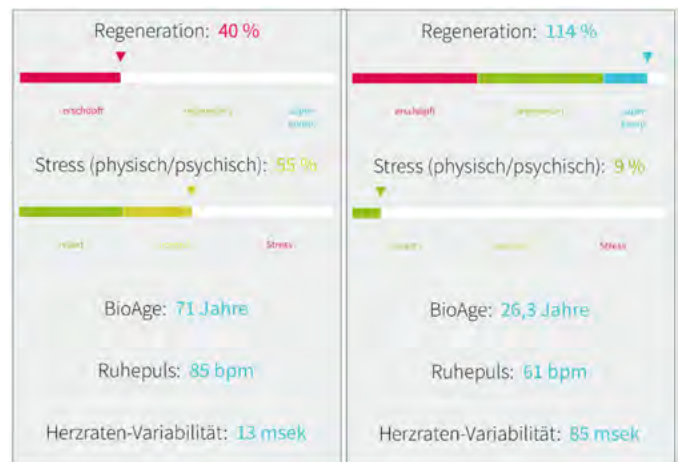 Regeneration: 40 %
erschöpft
Stress (physisch/psychisch): 55 %
Stress
BioAge: 71 Jahre
Ruhepuls: 85 bpm
Herzraten-Variabilität: 13 msek
Regeneration: 114 %
erschöpft
Stress (physisch/psychisch): 9 %
Stress
BioAge: 26,3 Jahre
Ruhepuls: 61 bpm
Herzraten-Variabilität: 85 msek